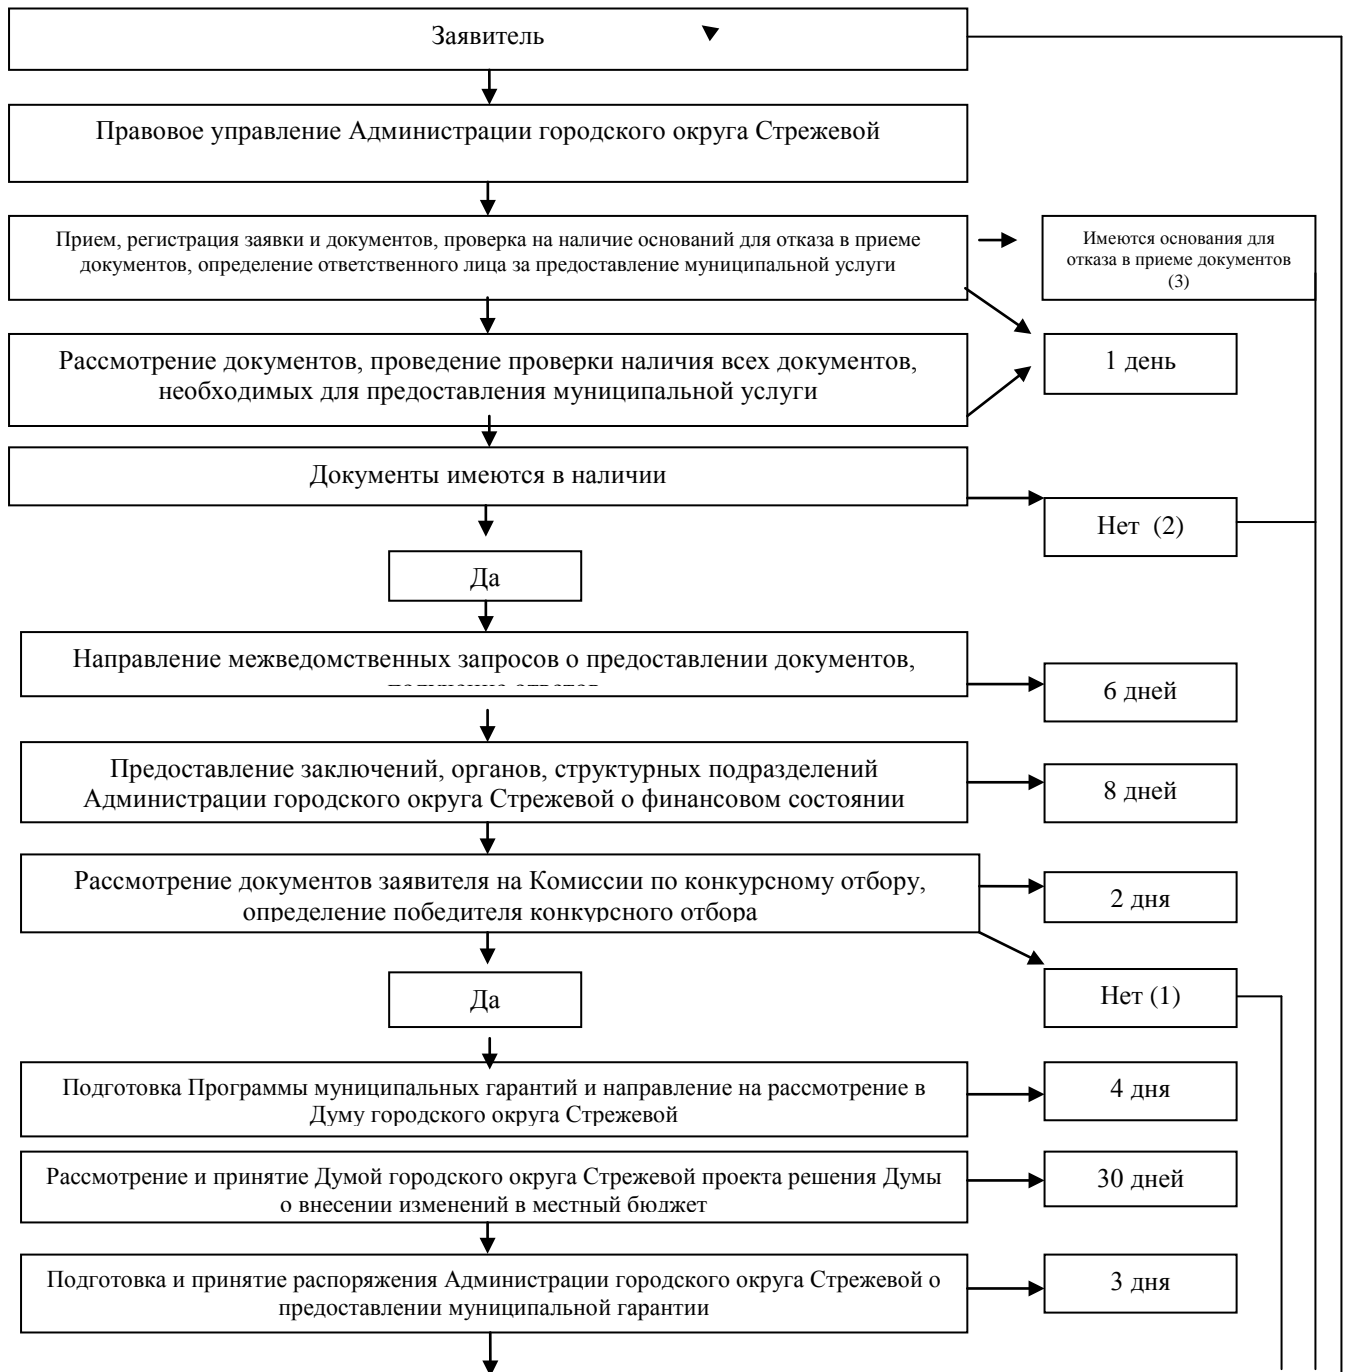 Заявитель
Правовое управление Администрации городского округа Стрежевой
Прием, регистрация заявки и документов, проверка на наличие оснований для отказа в приеме
документов, определение ответственного лица за предоставление муниципальной услуги
Имеются основания для
отказа в приеме документов
(3)
Рассмотрение документов, проведение проверки наличия всех документов,
необходимых для предоставления муниципальной услуги
1 день
Документы имеются в наличии
Нет (2)
Да
Направление межведомственных запросов о предоставлении документов,
6 дней
Предоставление заключений, органов, структурных подразделений
Администрации городского округа Стрежевой о финансовом состоянии
8 дней
Рассмотрение документов заявителя на Комиссии по конкурсному отбору,
определение победителя конкурсного отбора
2 дня
Нет (1)
Да
Подготовка Программы муниципальных гарантий и направление на рассмотрение в
Думу городского округа Стрежевой
4 дня
Рассмотрение и принятие Думой городского округа Стрежевой проекта решения Думы
о внесении изменений в местный бюджет
30 дней
Подготовка и принятие распоряжения Администрации городского округа Стрежевой о
предоставлении муниципальной гарантии
3 дня